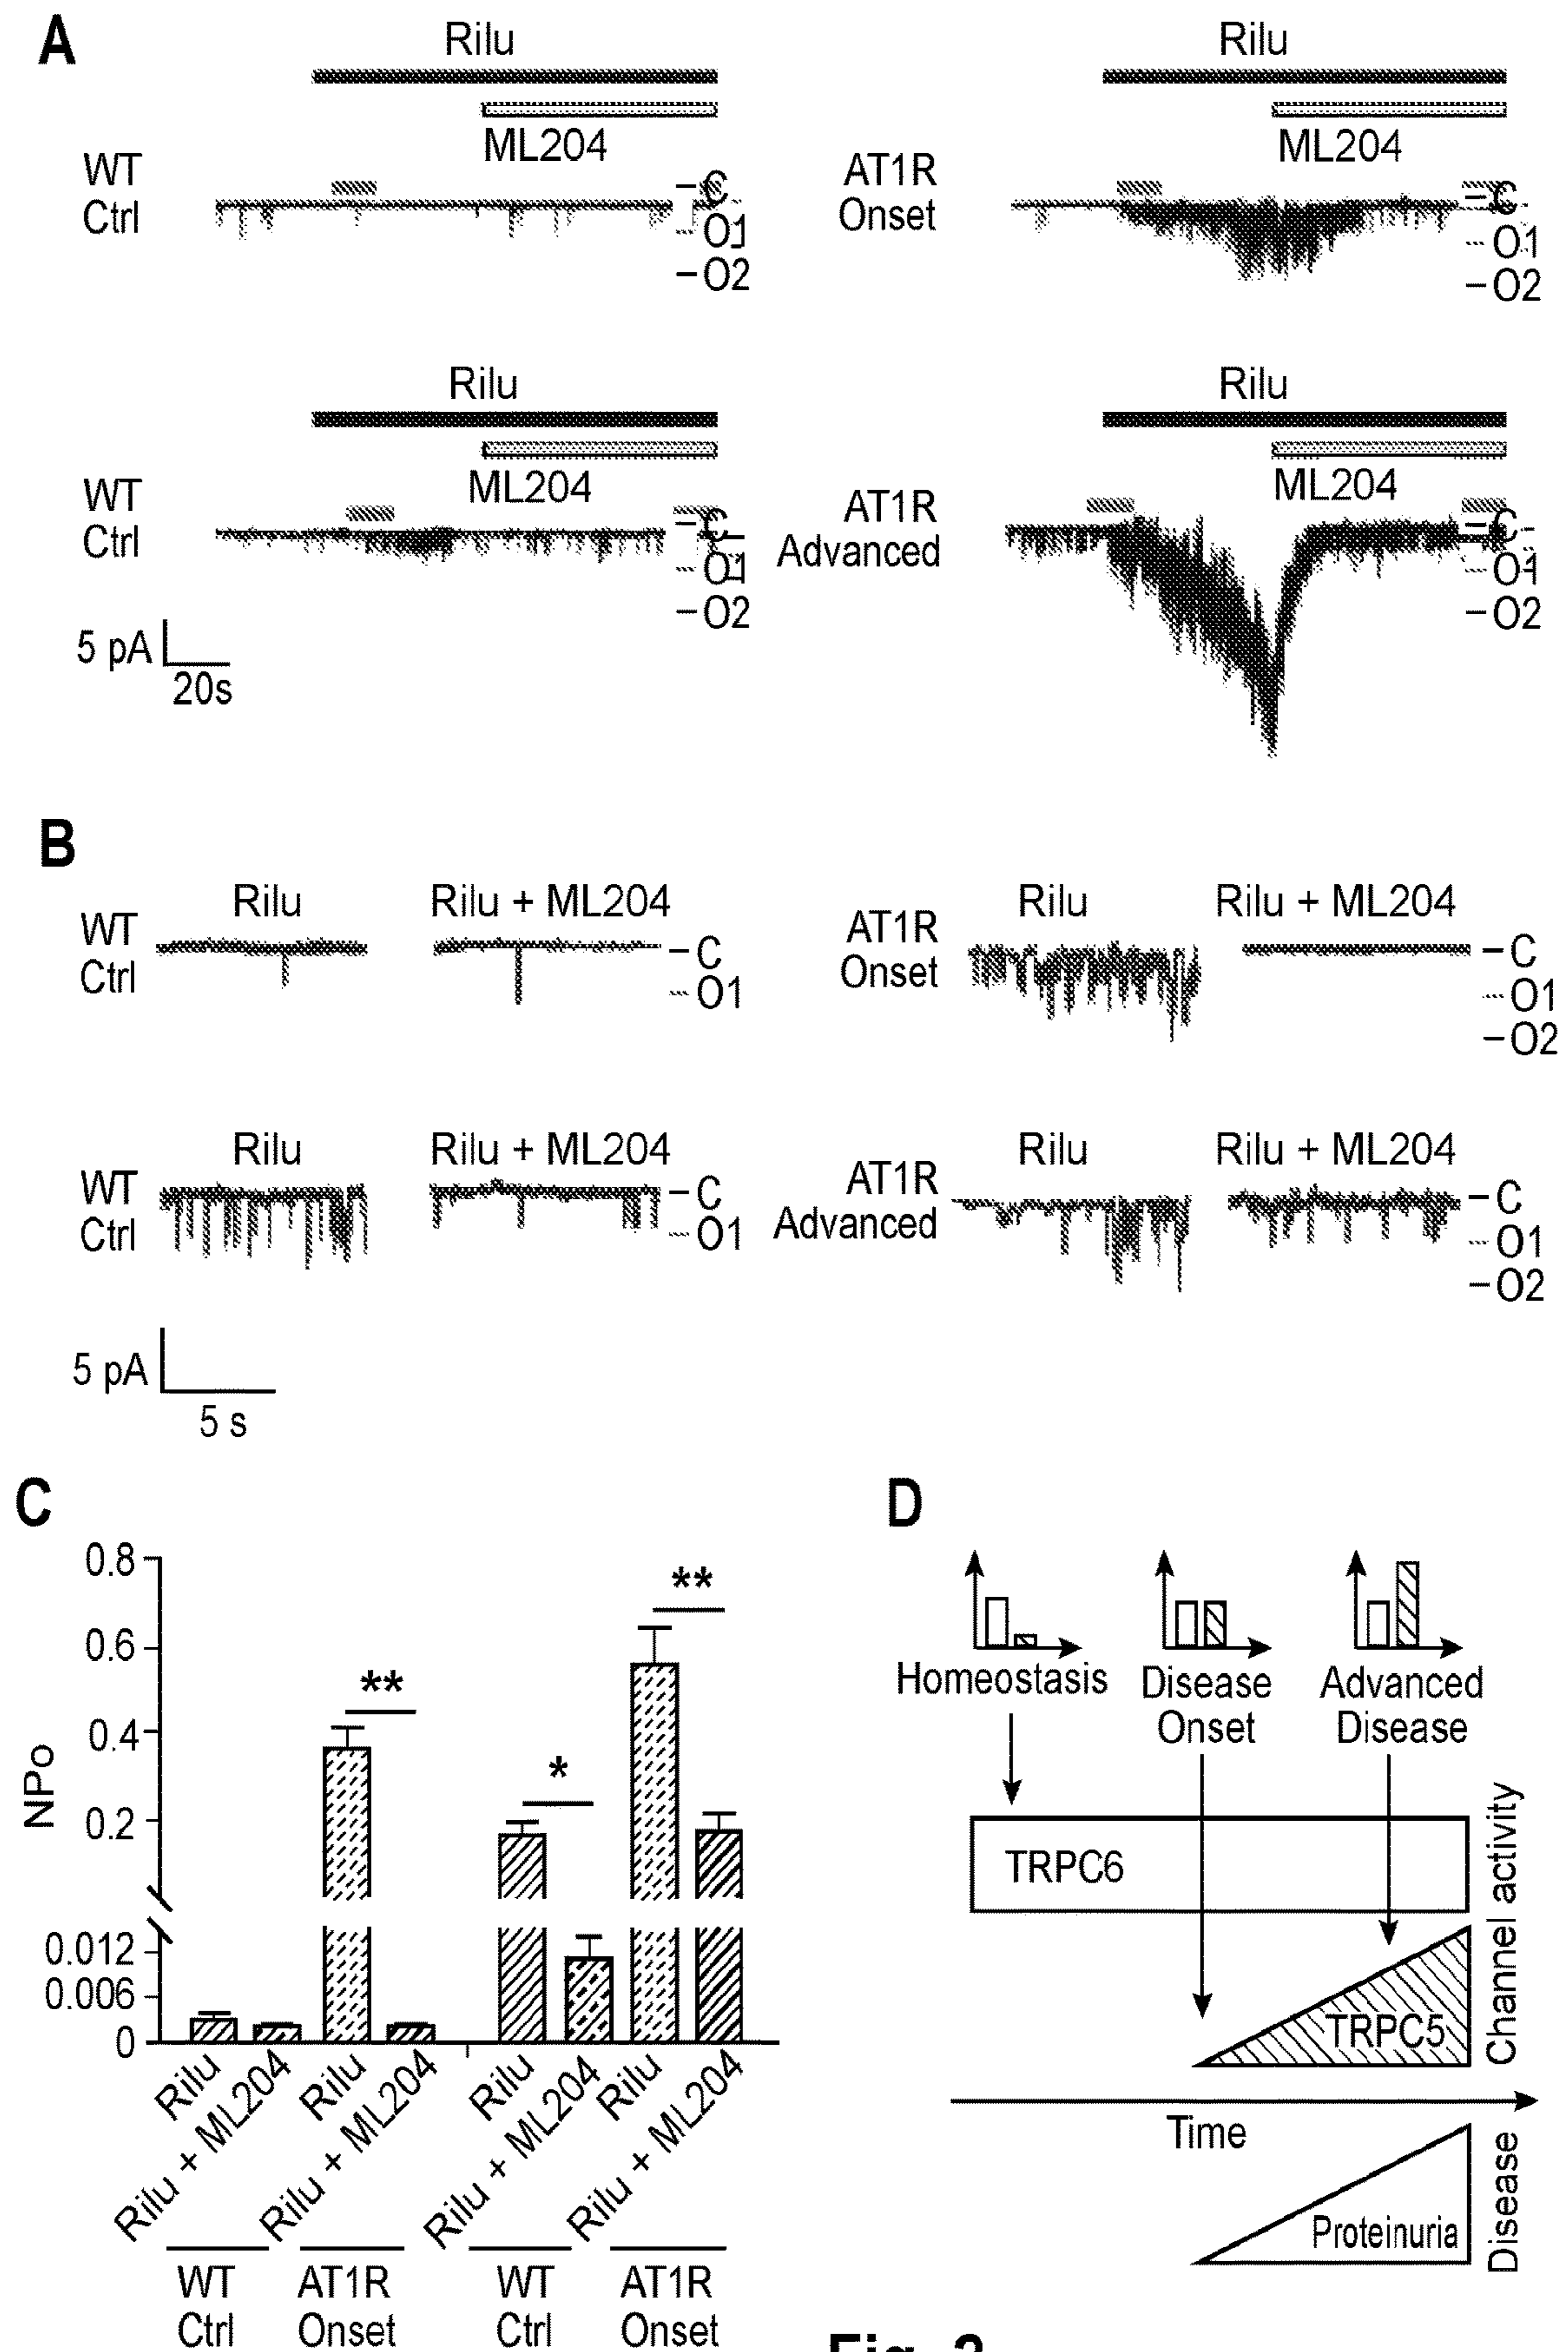 A
Rilu
ML204
WT
Ctrl
C
O1
O2
Rilu
ML204
AT1R
Onset
C
O1
O2
Rilu
ML204
WT
Ctrl
C
O1
O2
5 pA
20s
Rilu
ML204
AT1R
Advanced
C
O1
O2
B
Rilu
Rilu + ML204
WT
Ctrl
C
O1
Rilu
Rilu + ML204
AT1R
Onset
C
O1
O2
Rilu
Rilu + ML204
WT
Ctrl
C
O1
Rilu
Rilu + ML204
AT1R
Advanced
C
O1
O2
5 pA
5 s
C
NPo
0.8
0.6
0.4
0.2
0.012
0.006
0
**
*
**
Rilu
Rilu + ML204
Rilu
Rilu + ML204
Rilu
Rilu + ML204
Rilu
Rilu + ML204
WT
Ctrl
AT1R
Onset
WT
Ctrl
AT1R
Onset
D
Homeostasis
Disease
Onset
Advanced
Disease
TRPC6
TRPC5
Channel activity
Time
Proteinuria
Disease